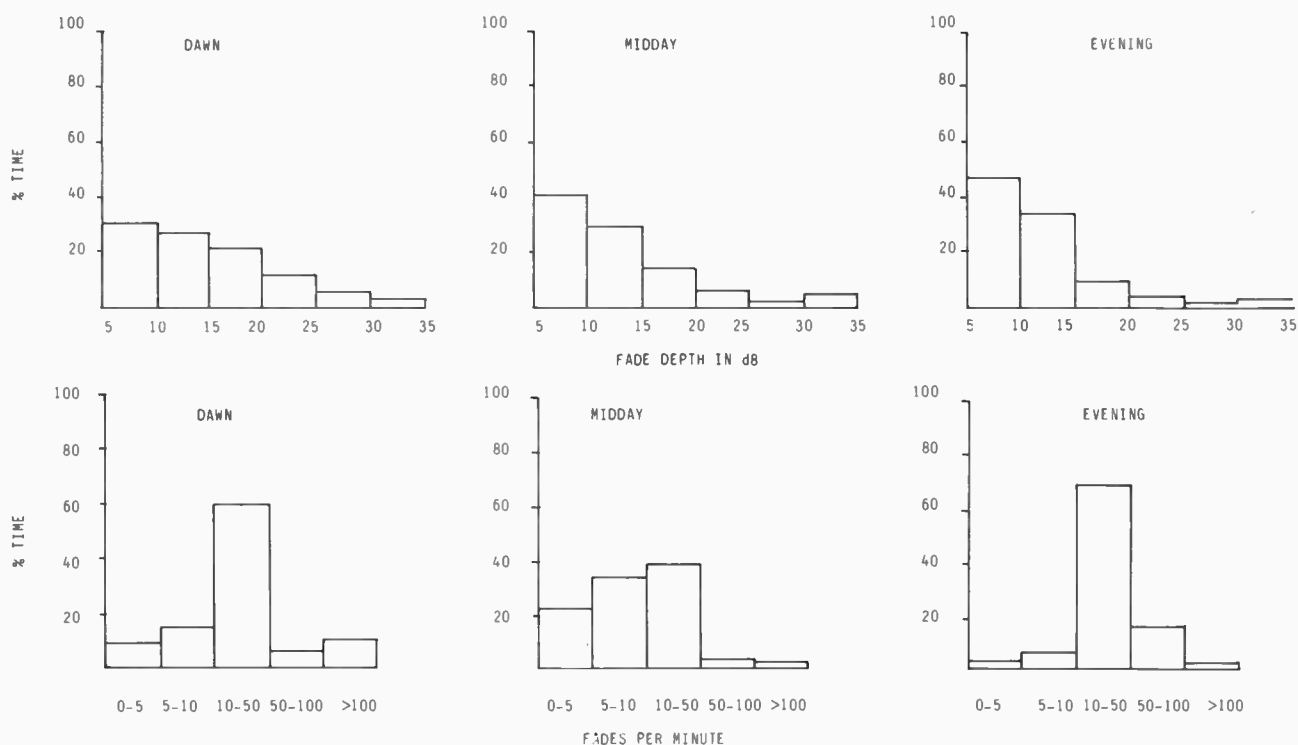 100 100 100
DAWN MIDDAY EVENING
80 80 80
60 60 60
% TIME
40 40 40
20 20 20
5 10 15 20 25 30 35 5 10 15 20 25 30 35 5 10 15 20 25 30 35
FADE DEPTH IN dB
100 100 100
DAWN MIDDAY EVENING
80 80 80
60 60 60
% TIME
40 40 40
20 20 20
0-5 5-10 10-50 50-100 >100 0-5 5-10 10-50 50-100 >100 0-5 5-10 10-50 50-100 >100
FADES PER MINUTE